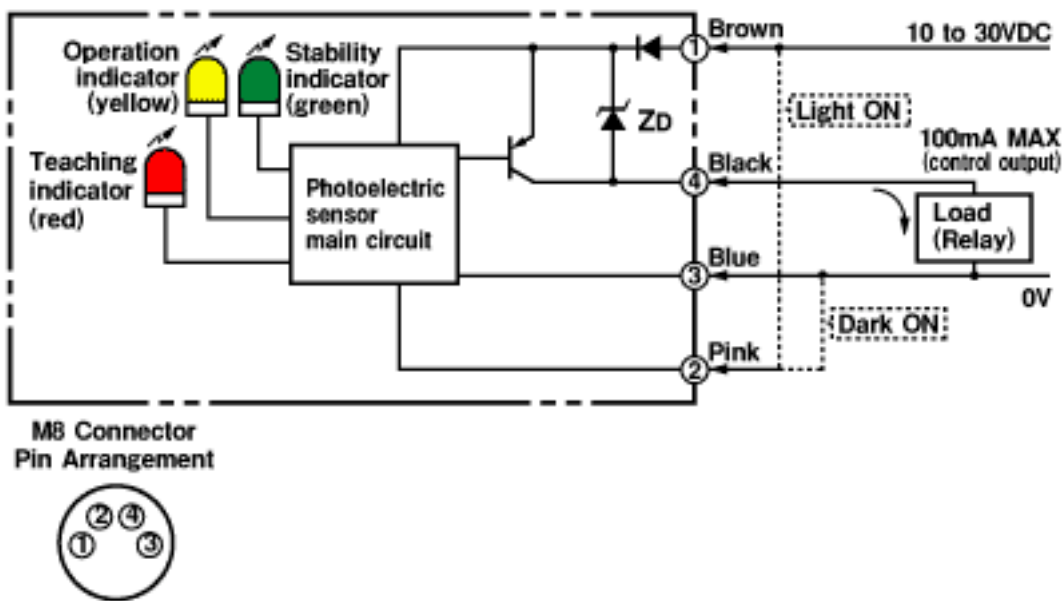 Operation
indicator
(yellow)
Stability
indicator
(green)
Teaching
indicator
(red)
Photoelectric
sensor
main circuit
ZD
1
Brown
10 to 30VDC
Light ON
100mA MAX
(control output)
4
Black
Load
(Relay)
3
Blue
0V
Dark ON
2
Pink
M8 Connector
Pin Arrangement
2 4
1 3